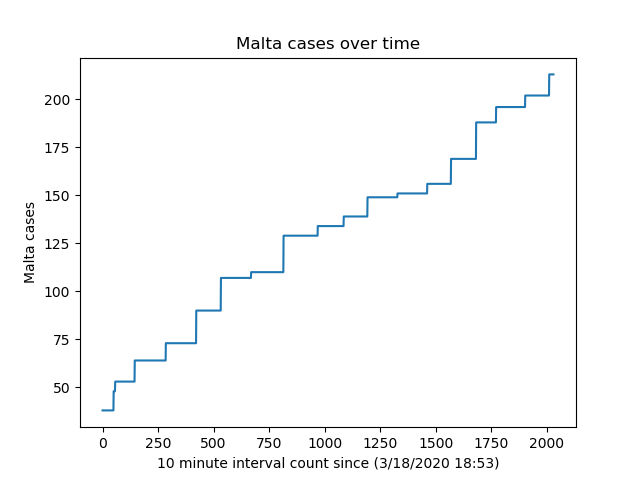 Malta cases over time
200
175
150
125
100
75
50
Malta cases
0 250 500 750 1000 1250 1500 1750 2000
10 minute interval count since (3/18/2020 18:53)